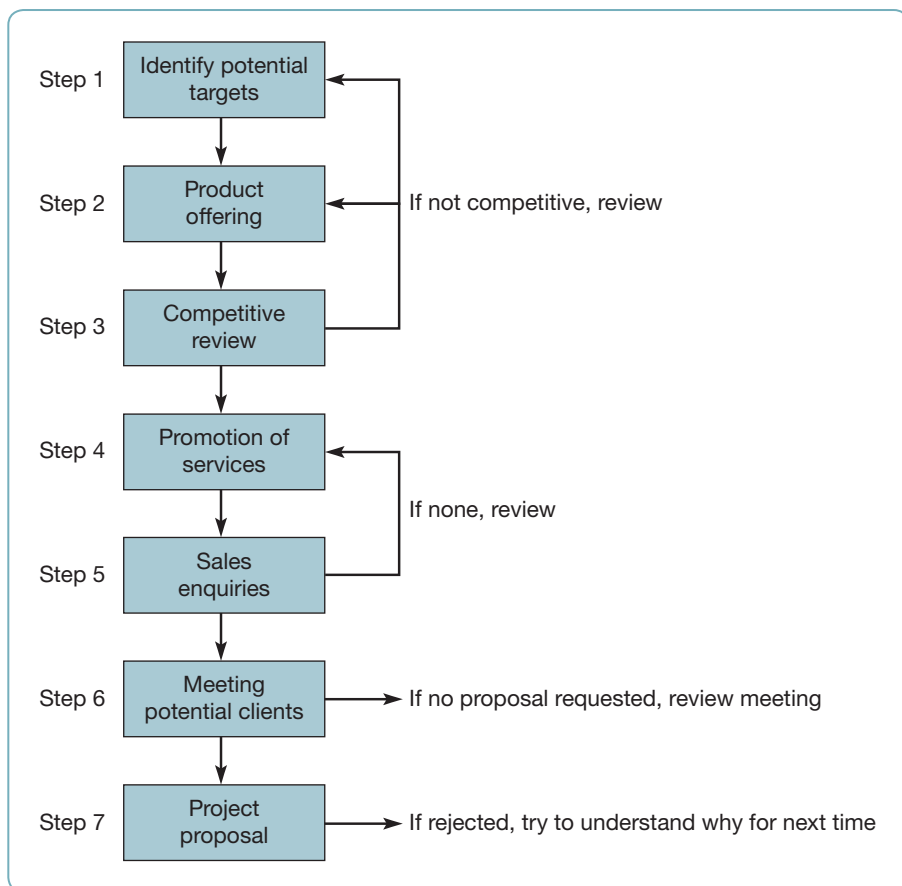 Step 1
Identify potential
targets
Step 2
Product
offering
If not competitive, review
Step 3
Competitive
review
Step 4
Promotion of
services
If none, review
Step 5
Sales
enquiries
Step 6
Meeting
potential clients
If no proposal requested, review meeting
Step 7
Project
proposal
If rejected, try to understand why for next time